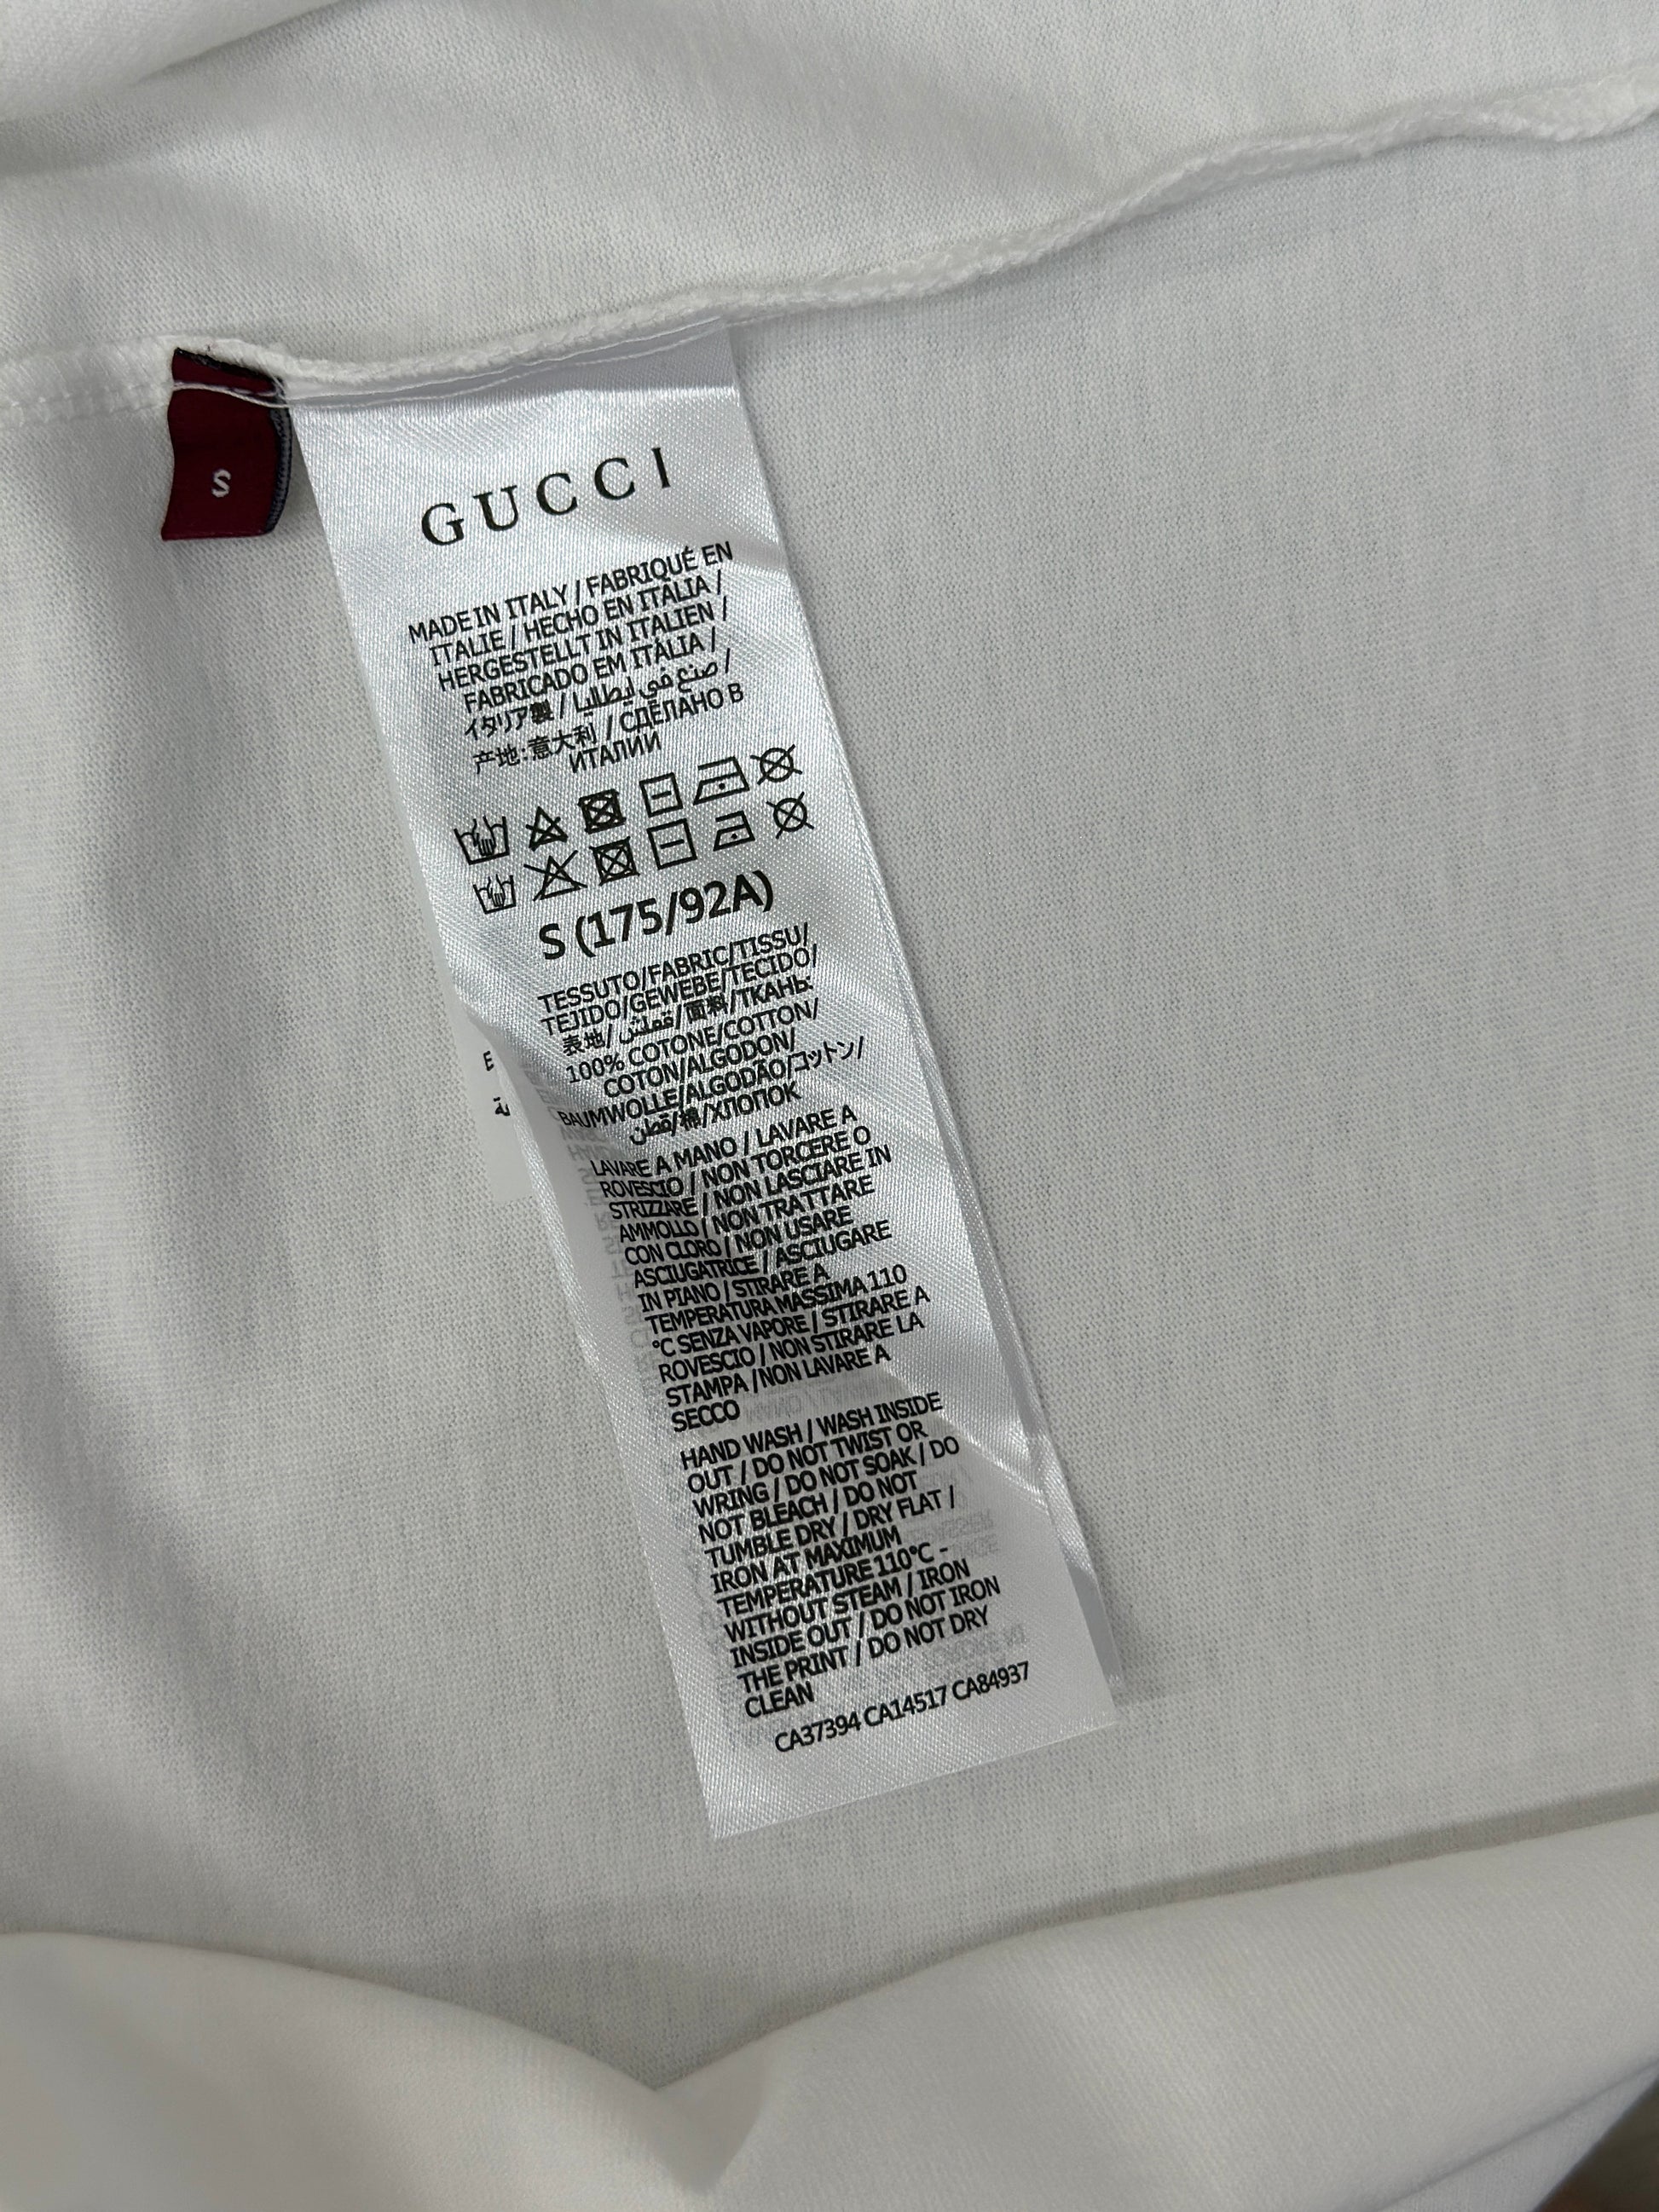 S
GUCCI
MADE IN ITALY / FABRIQUÉ EN
ITALIE / HECHO EN ITALIA /
HERGESTELLT IN ITALIEN /
FABRICADO EM ITÁLIA /
صنع في ايطاليا /
イタリア製 / СДЕЛАНО В
产地:意大利 /
ИТАЛИИ
S (175/92A)
TESSUTO/FABRIC/TISSU/
TEJIDO/GEWEBE/TECIDO/
表地/قماش/面料/ТКАНЬ:
100% COTONE/COTTON/
COTON/ALGODON/
BAUMWOLLE/ALGODÃO/コットン/
قطن/棉/ХЛОПОК
LAVARE A MANO / LAVARE A
ROVESCIO / NON TORCERE O
STRIZZARE / NON LASCIARE IN
AMMOLLO / NON TRATTARE
CON CLORO / NON USARE
ASCIUGATRICE / ASCIUGARE
IN PIANO / STIRARE A
TEMPERATURA MASSIMA 110
°C SENZA VAPORE / STIRARE A
ROVESCIO / NON STIRARE LA
STAMPA /NON LAVARE A
SECCO
HAND WASH / WASH INSIDE
OUT / DO NOT TWIST OR
WRING / DO NOT SOAK / DO
NOT BLEACH / DO NOT
TUMBLE DRY / DRY FLAT /
IRON AT MAXIMUM
TEMPERATURE 110°C -
WITHOUT STEAM / IRON
INSIDE OUT / DO NOT IRON
THE PRINT / DO NOT DRY
CLEAN
CA37394 CA14517 CA84937